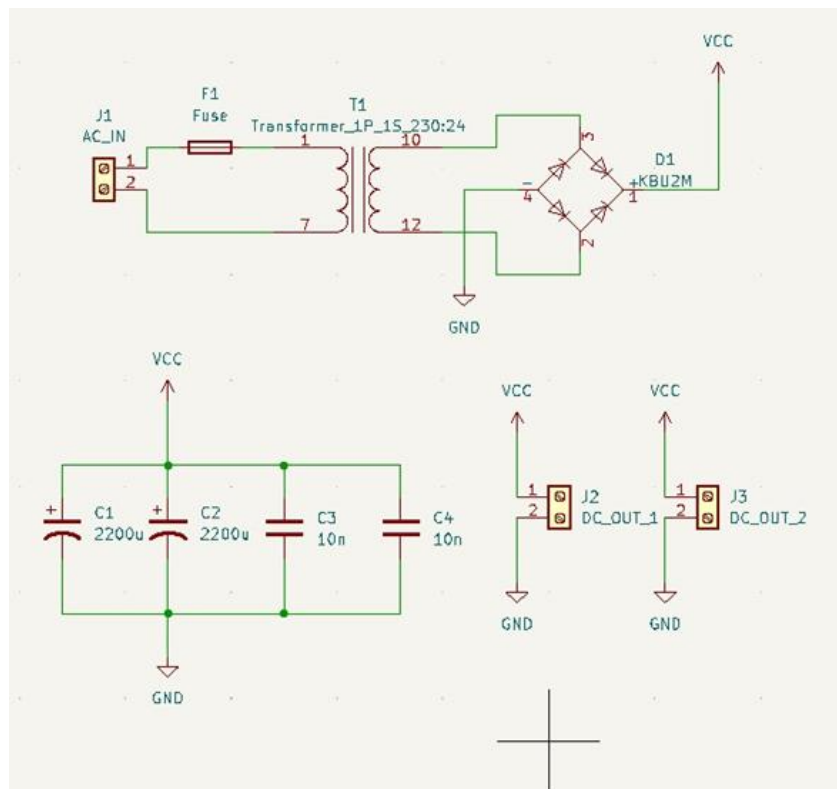 VCC
F1
Fuse
T1
Transformer_1P_1S_230:24
J1
AC_IN
1
2
1
10
7
12
3
D1
KBU2M
-
4
+
1
2
GND
VCC
VCC
VCC
+
C1
2200u
+
C2
2200u
C3
10n
C4
10n
1
2
J2
DC_OUT_1
1
2
J3
DC_OUT_2
GND
GND
GND